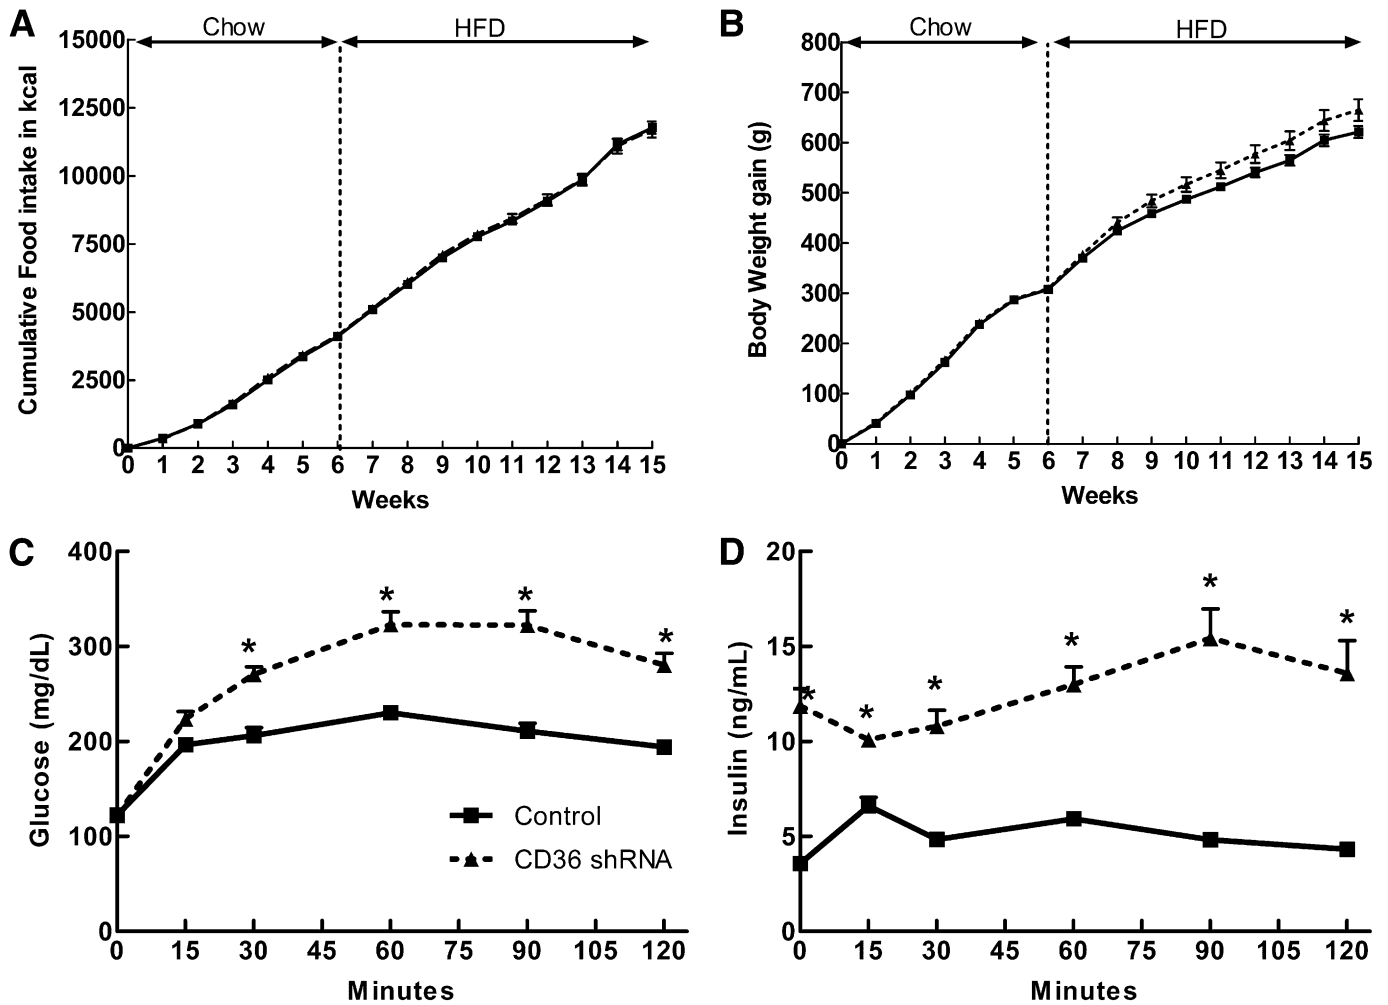 A
Chow
HFD
Cumulative Food intake in kcal
15000
12500
10000
7500
5000
2500
0
0 1 2 3 4 5 6 7 8 9 10 11 12 13 14 15
Weeks
B
Chow
HFD
Body Weight gain (g)
800
700
600
500
400
300
200
100
0
0 1 2 3 4 5 6 7 8 9 10 11 12 13 14 15
Weeks
C
Glucose (mg/dL)
400
300
200
100
0
* * * *
Control
CD36 shRNA
0 15 30 45 60 75 90 105 120
Minutes
D
Insulin (ng/mL)
20
15
10
5
0
* * * * * *
0 15 30 45 60 75 90 105 120
Minutes